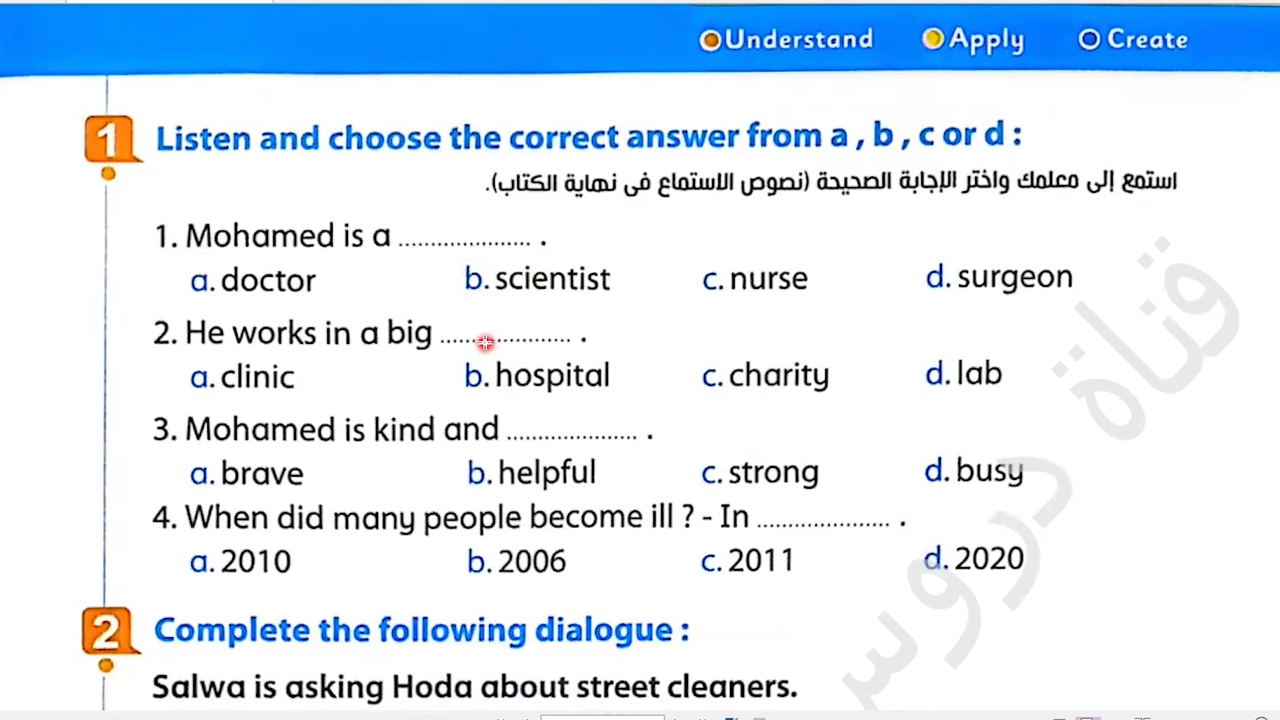 Understand Apply Create
1 Listen and choose the correct answer from a , b , c or d :
استمع إلى معلمك واختر الإجابة الصحيحة (نصوص الاستماع فى نهاية الكتاب).
1. Mohamed is a ..................... .
a. doctor b. scientist c. nurse d. surgeon
2. He works in a big ..................... .
a. clinic b. hospital c. charity d. lab
3. Mohamed is kind and ..................... .
a. brave b. helpful c. strong d. busy
4. When did many people become ill ? - In ..................... .
a. 2010 b. 2006 c. 2011 d. 2020
2 Complete the following dialogue :
Salwa is asking Hoda about street cleaners.
قناة دروس